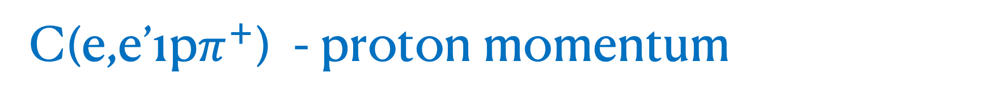 C(e,e’1pπ⁺) - proton momentum